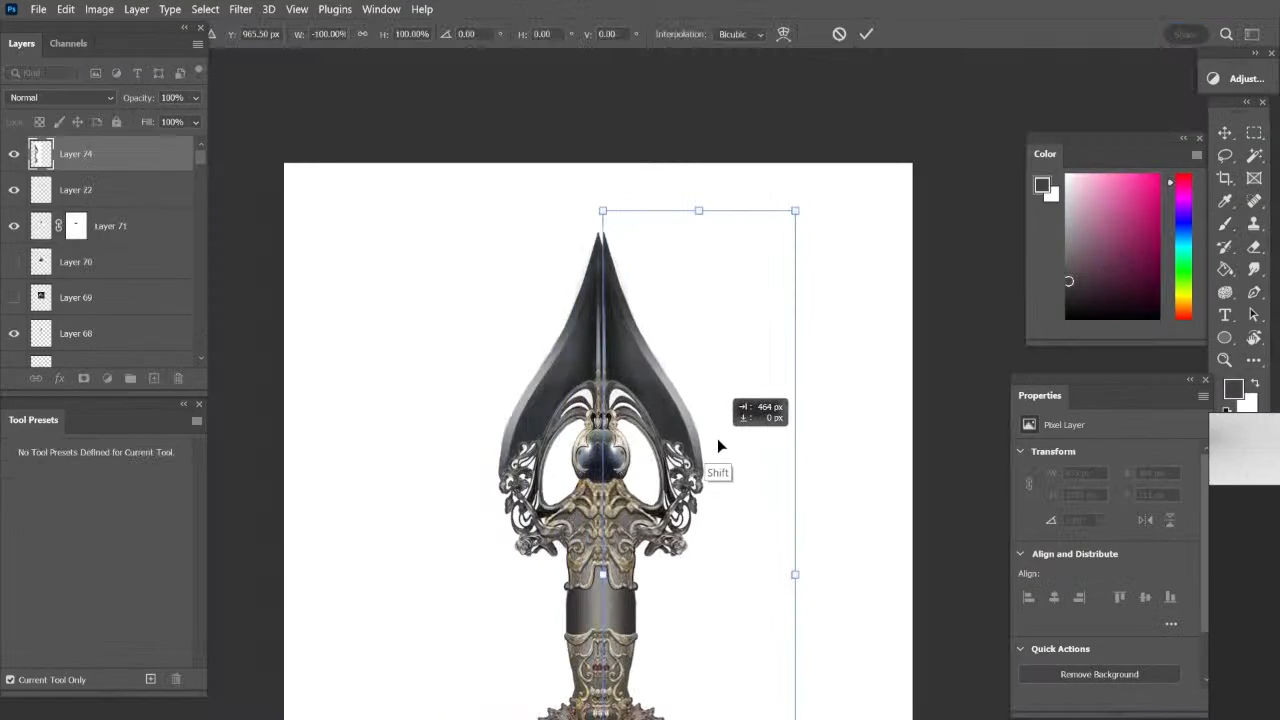 Ps File Edit Image Layer Type Select Filter 3D View Plugins Window Help
Y: 965.50 px W: -100.00% H: 100.00% 0.00 ° H: 0.00 ° V: 0.00 ° Interpolation: Bicubic
Share
Layers Channels
Kind
Normal Opacity: 100%
Lock: Fill: 100%
Layer 74
Layer 22
Layer 71
Layer 70
Layer 69
Layer 68
Tool Presets
No Tool Presets Defined for Current Tool.
Current Tool Only
: 464 px
: 0 px
Shift
Adjust...
Color
Properties
Pixel Layer
Transform
Align and Distribute
Align:
Quick Actions
Remove Background